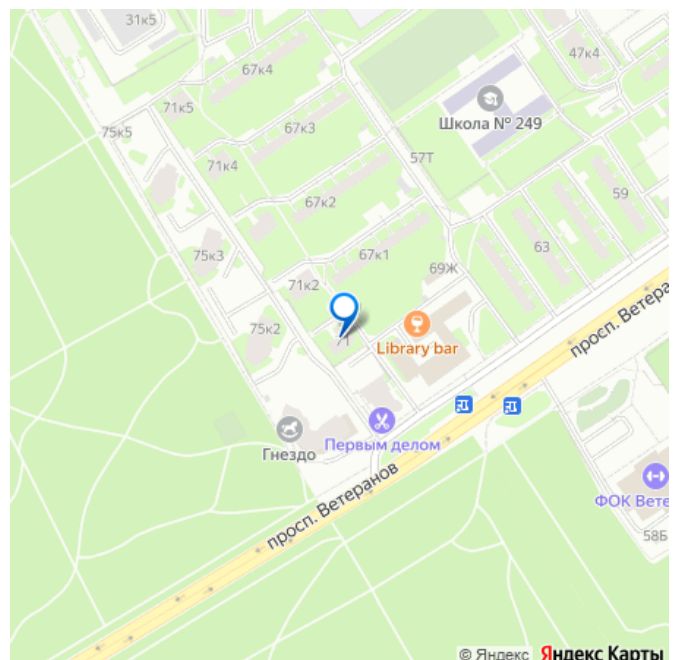 31к5
47к4
67к4
71к5
Школа № 249
75к5
67к3
57Т
71к4
59
67к2
63
75к3
67к1
69Ж
71к2
просп. Ветера
75к2
71
Library bar
Первым делом
Гнездо
просп. Ветеранов
ФОК Вете
58Б
© Яндекс Яндекс Карты